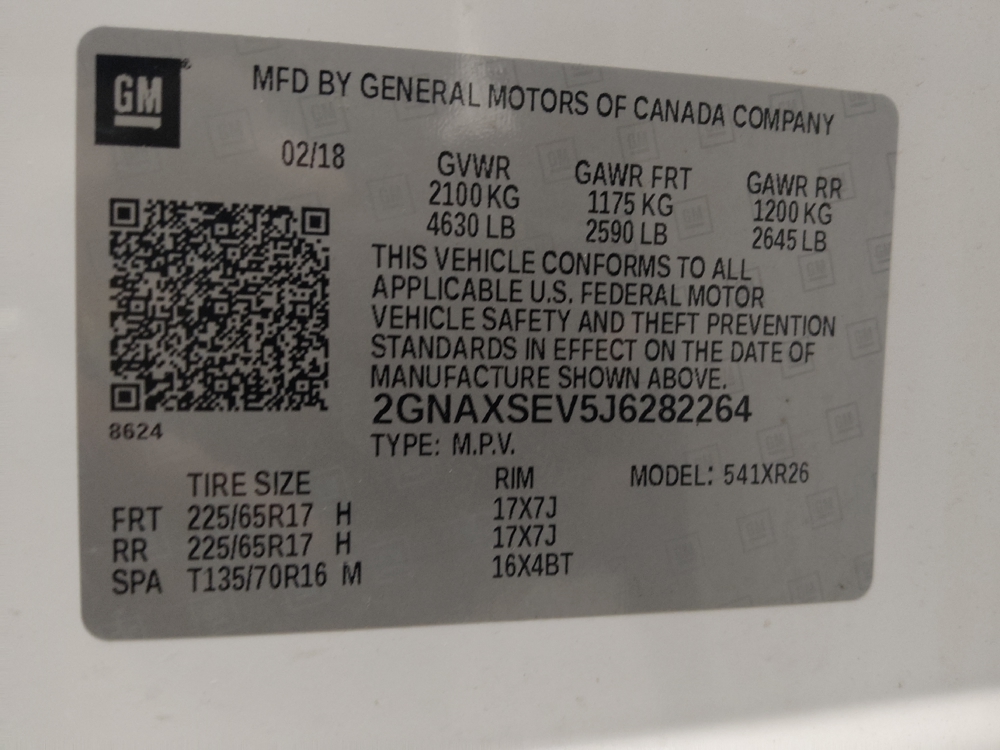 GM
MFD BY GENERAL MOTORS OF CANADA COMPANY
02/18
GVWR GAWR FRT GAWR RR
2100 KG 1175 KG 1200 KG
4630 LB 2590 LB 2645 LB
THIS VEHICLE CONFORMS TO ALL
APPLICABLE U.S. FEDERAL MOTOR
VEHICLE SAFETY AND THEFT PREVENTION
STANDARDS IN EFFECT ON THE DATE OF
MANUFACTURE SHOWN ABOVE.
2GNAXSEV5J6282264
8624
TYPE: M.P.V.
TIRE SIZE RIM MODEL: 541XR26
FRT 225/65R17 H 17X7J
RR 225/65R17 H 17X7J
SPA T135/70R16 M 16X4BT